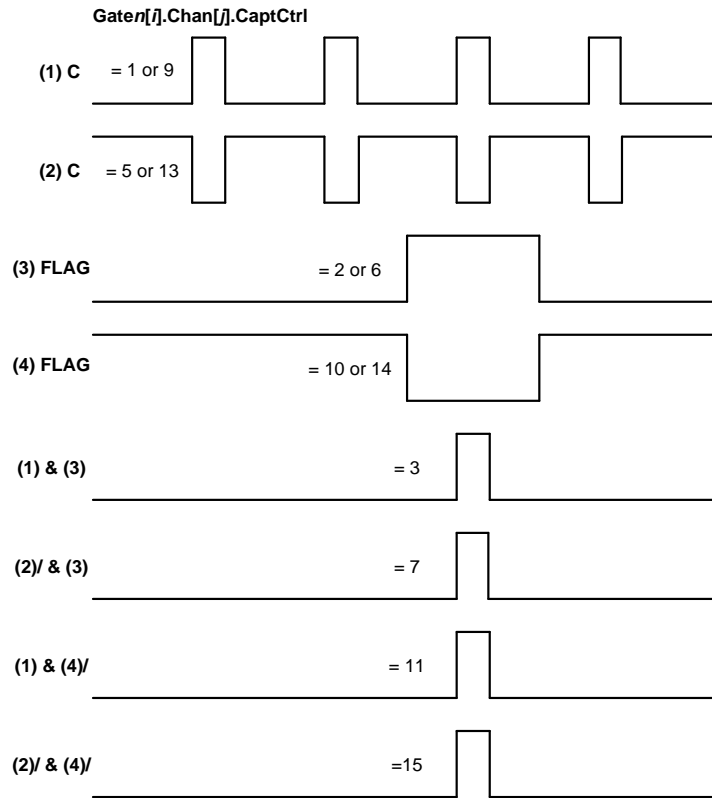 Gaten[i].Chan[j].CaptCtrl
(1) C = 1 or 9
(2) C = 5 or 13
(3) FLAG = 2 or 6
(4) FLAG = 10 or 14
(1) & (3) = 3
(2)/ & (3) = 7
(1) & (4)/ = 11
(2)/ & (4)/ =15